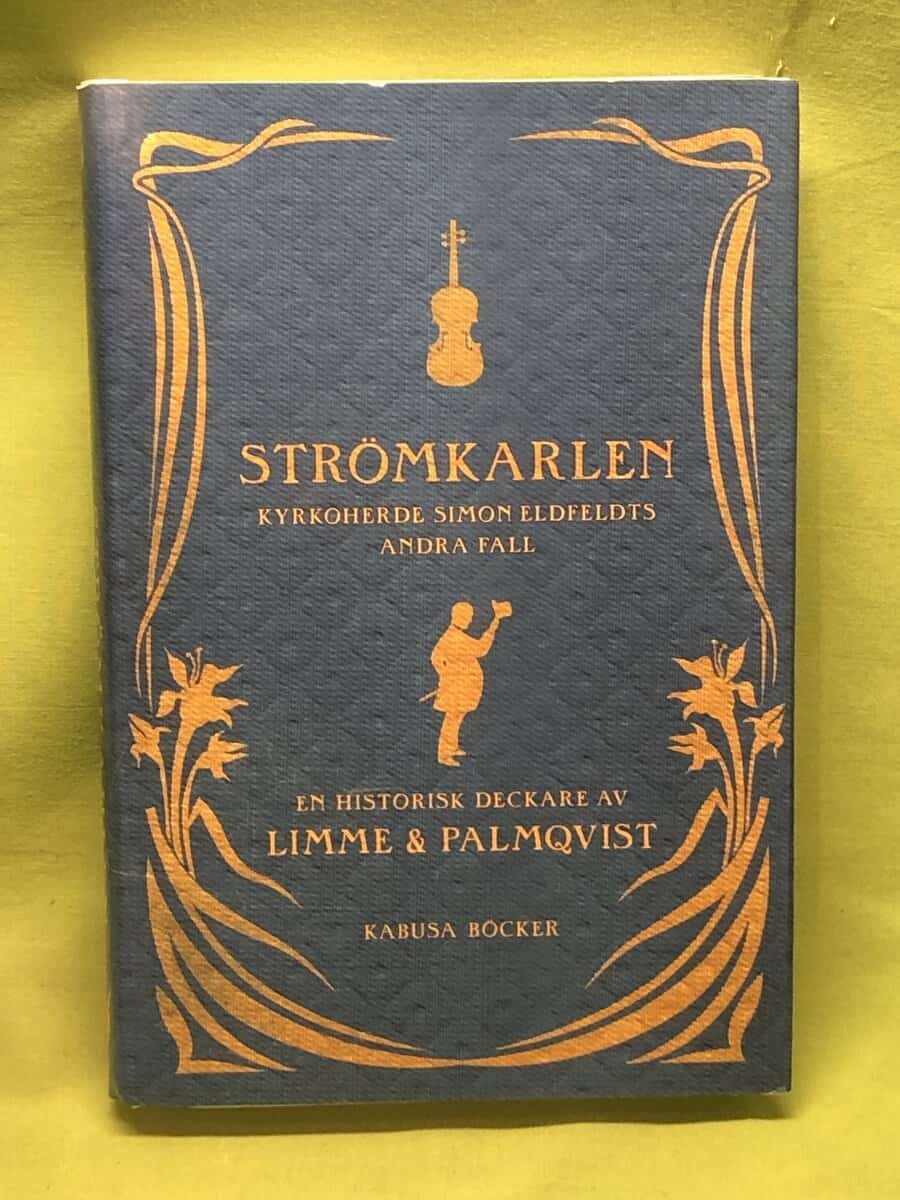 STRÖMKARLEN
KYRKOHERDE SIMON ELDFELDTS
ANDRA FALL
EN HISTORISK DECKARE AV
LIMME & PALMQVIST
KABUSA BÖCKER